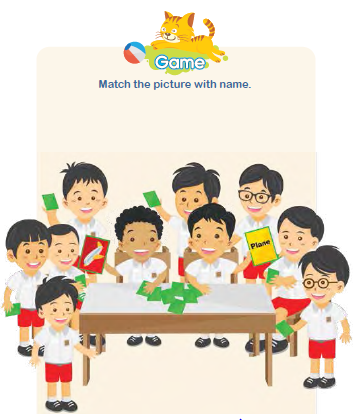 Game
Match the picture with name.
Plane